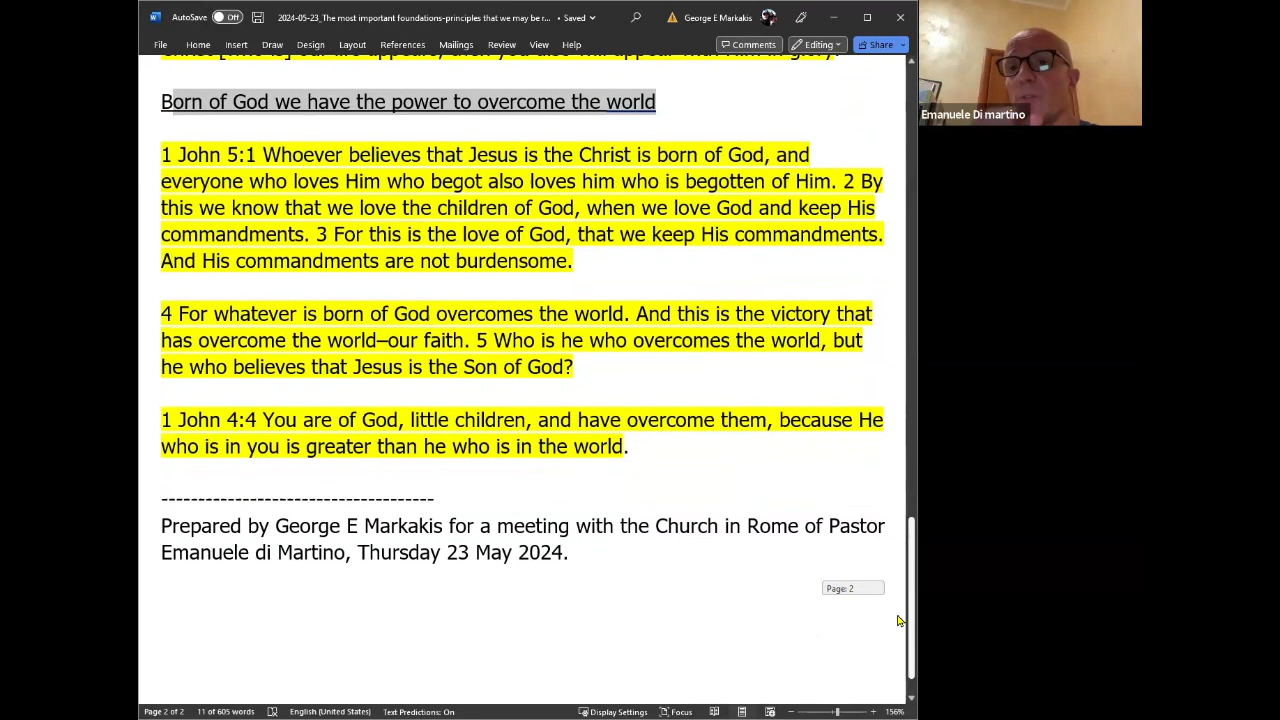 AutoSave Off 2024-05-23_The most important foundations-principles that we may be r... • Saved George E Markakis
File Home Insert Draw Design Layout References Mailings Review View Help Comments Editing Share
Born of God we have the power to overcome the world
Emanuele Di martino
1 John 5:1 Whoever believes that Jesus is the Christ is born of God, and
everyone who loves Him who begot also loves him who is begotten of Him. 2 By
this we know that we love the children of God, when we love God and keep His
commandments. 3 For this is the love of God, that we keep His commandments.
And His commandments are not burdensome.
4 For whatever is born of God overcomes the world. And this is the victory that
has overcome the world–our faith. 5 Who is he who overcomes the world, but
he who believes that Jesus is the Son of God?
1 John 4:4 You are of God, little children, and have overcome them, because He
who is in you is greater than he who is in the world.
-------------------------------------
Prepared by George E Markakis for a meeting with the Church in Rome of Pastor
Emanuele di Martino, Thursday 23 May 2024.
Page: 2
Page 2 of 2 11 of 605 words English (United States) Text Predictions: On Display Settings Focus 156%